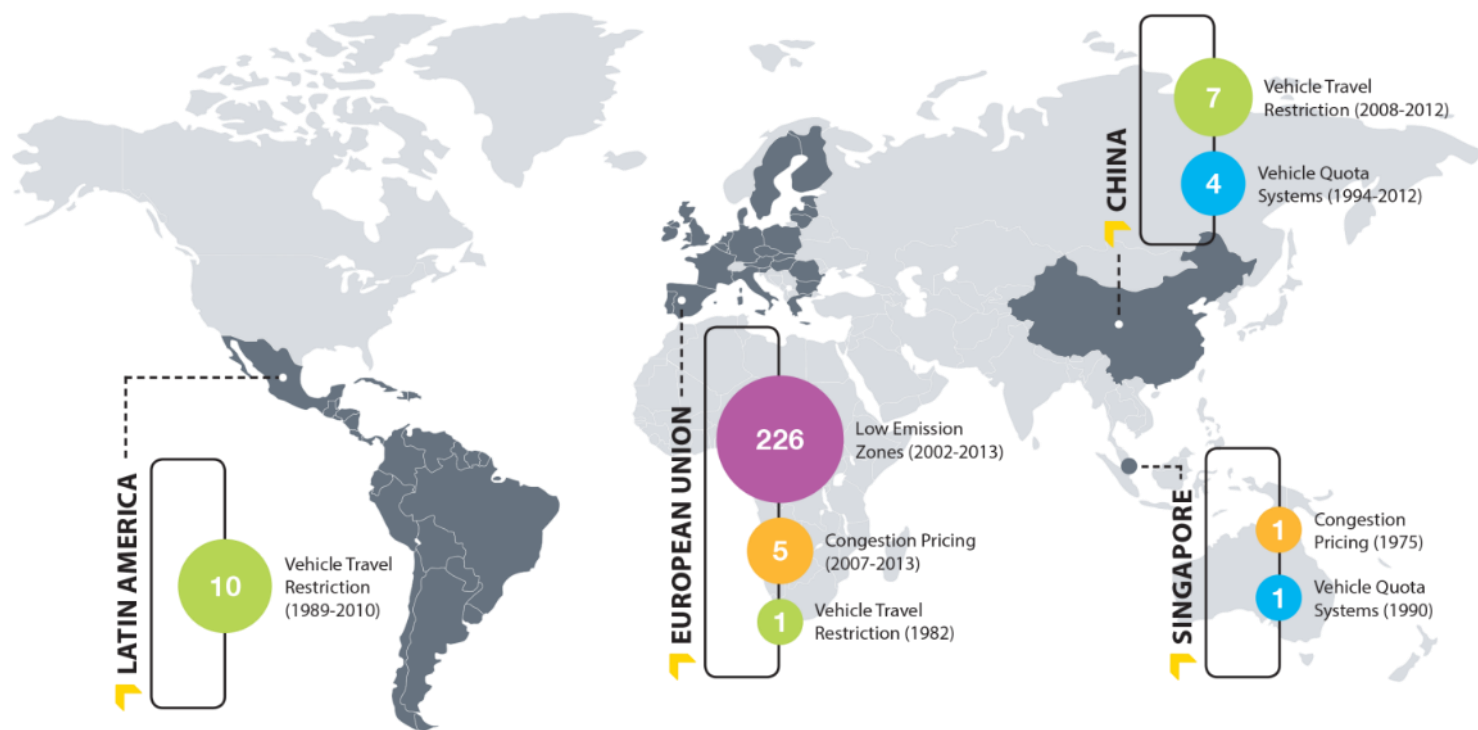 LATIN AMERICA
10
Vehicle Travel
Restriction
(1989-2010)
EUROPEAN UNION
226
Low Emission
Zones (2002-2013)
5
Congestion Pricing
(2007-2013)
1
Vehicle Travel
Restriction (1982)
CHINA
7
Vehicle Travel
Restriction (2008-2012)
4
Vehicle Quota
Systems (1994-2012)
SINGAPORE
1
Congestion
Pricing (1975)
1
Vehicle Quota
Systems (1990)